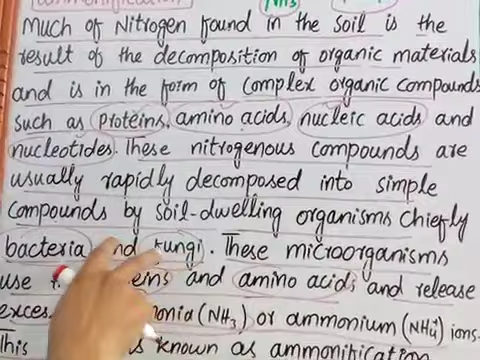 NH3
Much of Nitrogen found in the soil is the
result of the decomposition of organic materials
and is in the form of complex organic compounds
such as proteins, amino acids, nucleic acids and
nucleotides. These nitrogenous compounds are
usually rapidly decomposed into simple
compounds by soil-dwelling organisms chiefly
bacteria and fungi. These microorganisms
use and amino acids and release
(NH3) or ammonium (NH4+) ions.
This is known as ammonification